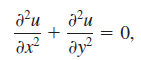 ∂²u/∂x² + ∂²u/∂y² = 0,